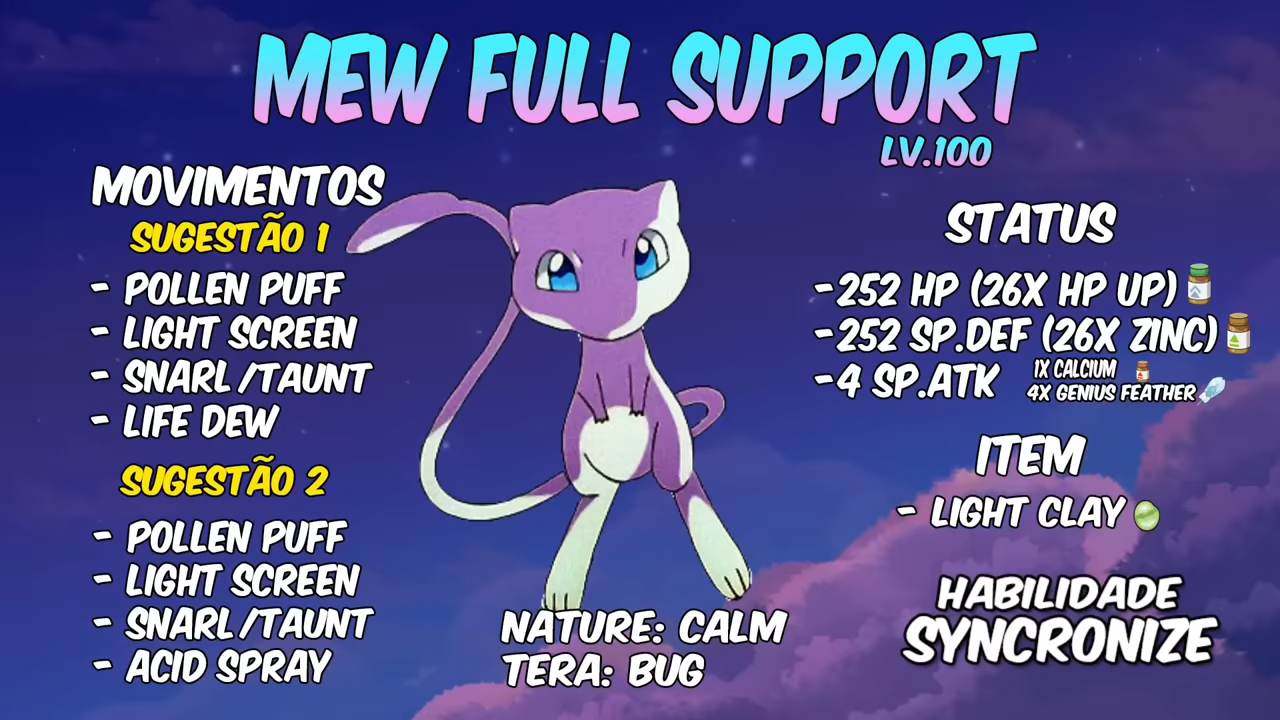 MEW FULL SUPPORT
LV.100
MOVIMENTOS
SUGESTÃO 1
- POLLEN PUFF
- LIGHT SCREEN
- SNARL/TAUNT
- LIFE DEW
SUGESTÃO 2
- POLLEN PUFF
- LIGHT SCREEN
- SNARL/TAUNT
- ACID SPRAY
NATURE: CALM
TERA: BUG
STATUS
-252 HP (26X HP UP)
-252 SP.DEF (26X ZINC)
-4 SP.ATK
1X CALCIUM
4X GENIUS FEATHER
ITEM
- LIGHT CLAY
HABILIDADE
SYNCRONIZE